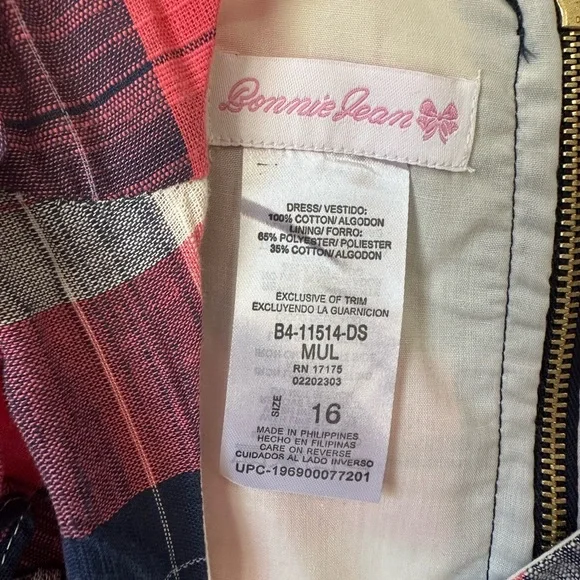 Bonnie Jean
DRESS/ VESTIDO:
100% COTTON/ALGODON
LINING/ FORRO:
65% POLYESTER/ POLIESTER
35% COTTON/ALGODON
EXCLUSIVE OF TRIM
EXCLUYENDO LA GUARNICION
B4-11514-DS
MUL
RN 17175
02202303
SIZE 16
MADE IN PHILIPPINES
HECHO EN FILIPINAS
CARE ON REVERSE
CUIDADOS AL LADO INVERSO
UPC-196900077201